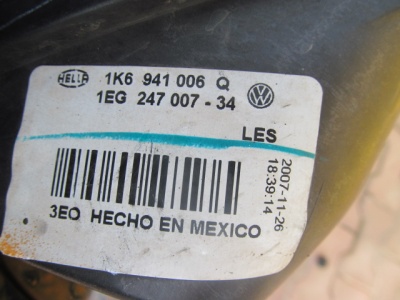 HELLA 1K6 941 006 Q
1EG 247 007-34
LES
2007-11-26
18:39:14
3EO HECHO EN MEXICO